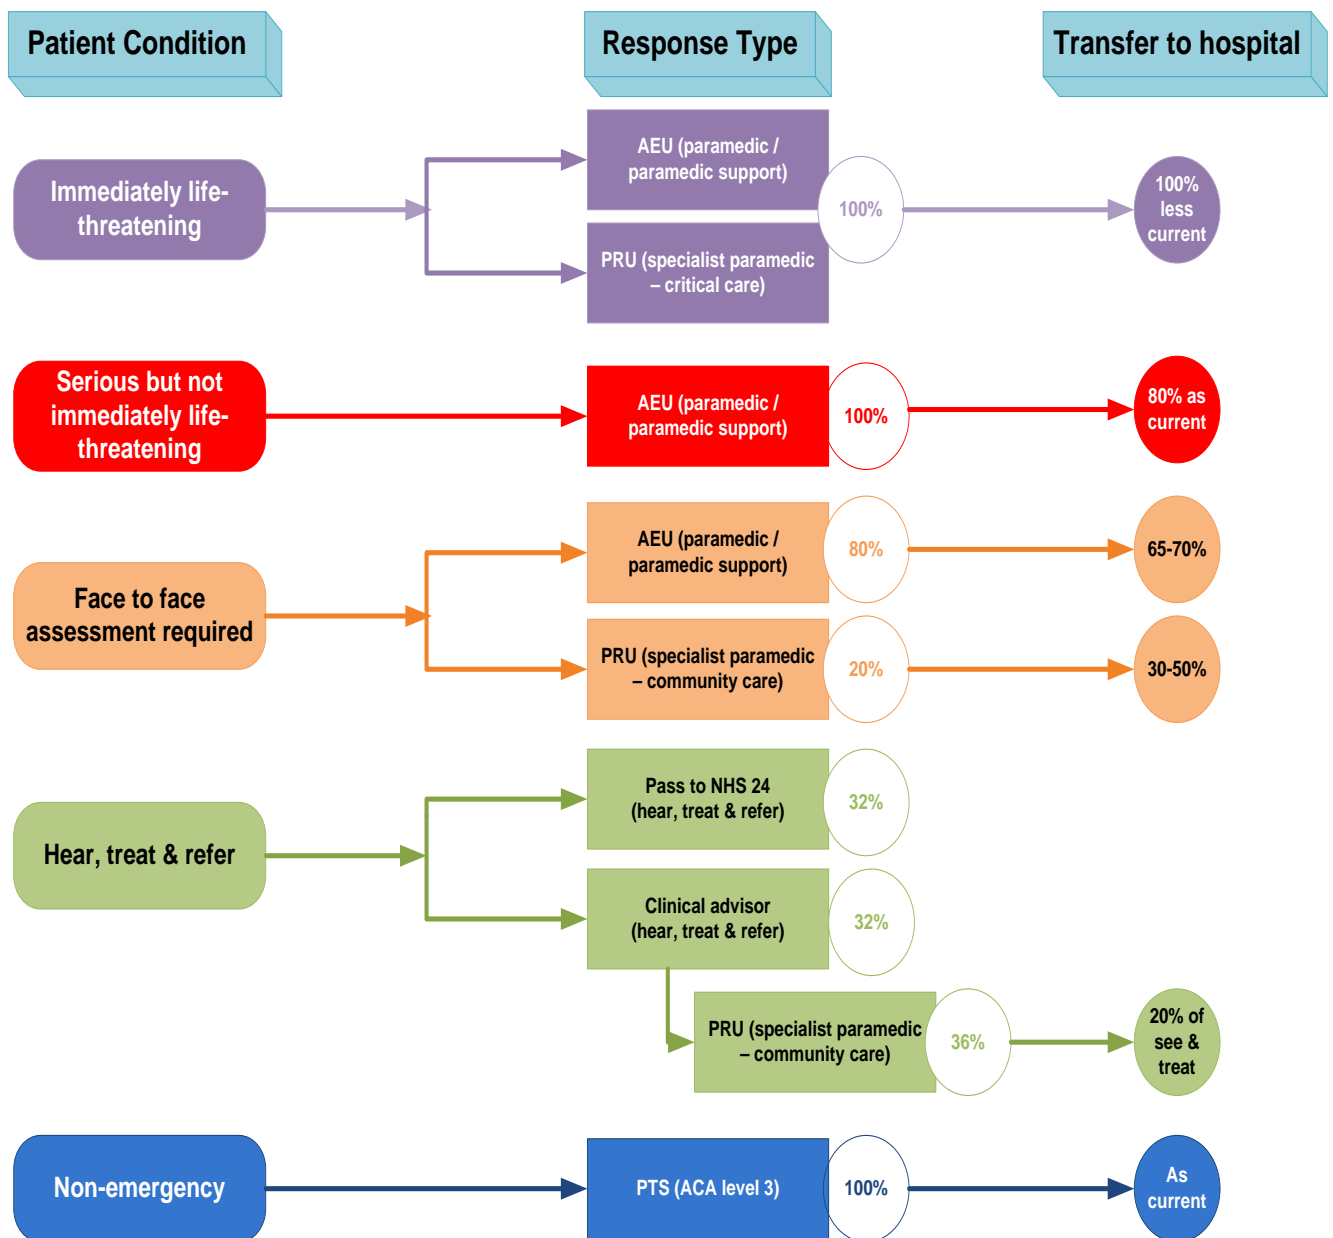 Patient Condition
Response Type
Transfer to hospital
Immediately life-
threatening
AEU (paramedic /
paramedic support)
PRU (specialist paramedic
– critical care)
100%
100%
less
current
Serious but not
immediately life-
threatening
AEU (paramedic /
paramedic support)
100%
80% as
current
Face to face
assessment required
AEU (paramedic /
paramedic support)
80%
65-70%
PRU (specialist paramedic
– community care)
20%
30-50%
Hear, treat & refer
Pass to NHS 24
(hear, treat & refer)
32%
Clinical advisor
(hear, treat & refer)
32%
PRU (specialist paramedic
– community care)
36%
20% of
see &
treat
Non-emergency
PTS (ACA level 3)
100%
As
current